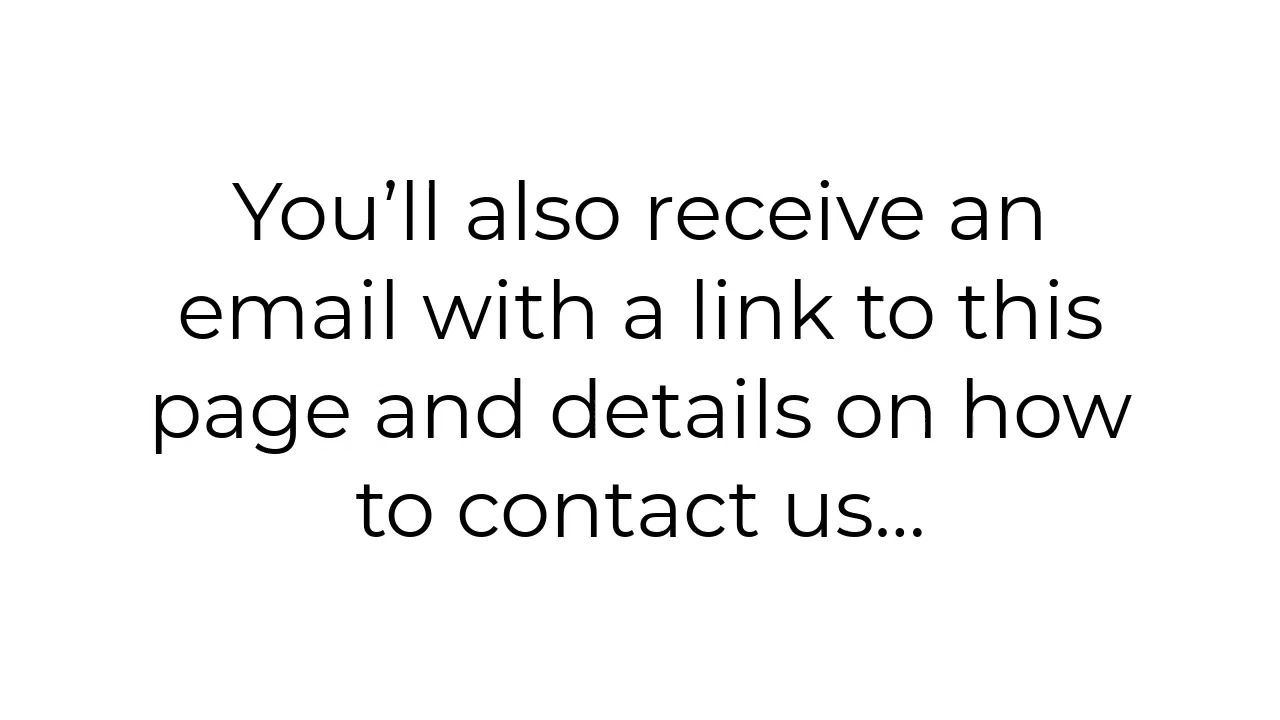 You’ll also receive an
email with a link to this
page and details on how
to contact us...